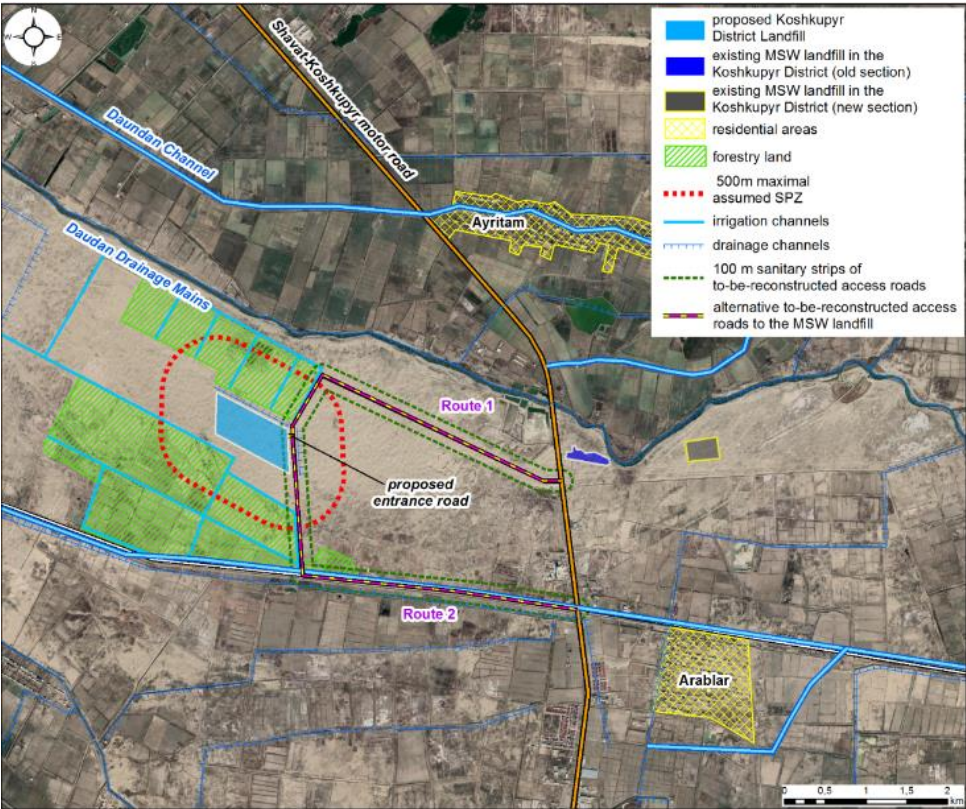 N
W E
S
Shavat-Koshkupyr motor road
Daundan Channel
Ayritam
Daudan Drainage Mains
Route 1
proposed
entrance road
Route 2
Arablar
proposed Koshkupyr
District Landfill
existing MSW landfill in the
Koshkupyr District (old section)
existing MSW landfill in the
Koshkupyr District (new section)
residential areas
forestry land
500m maximal
assumed SPZ
irrigation channels
drainage channels
100 m sanitary strips of
to-be-reconstructed access roads
alternative to-be-reconstructed access
roads to the MSW landfill
0 0,5 1 1,5 2
km